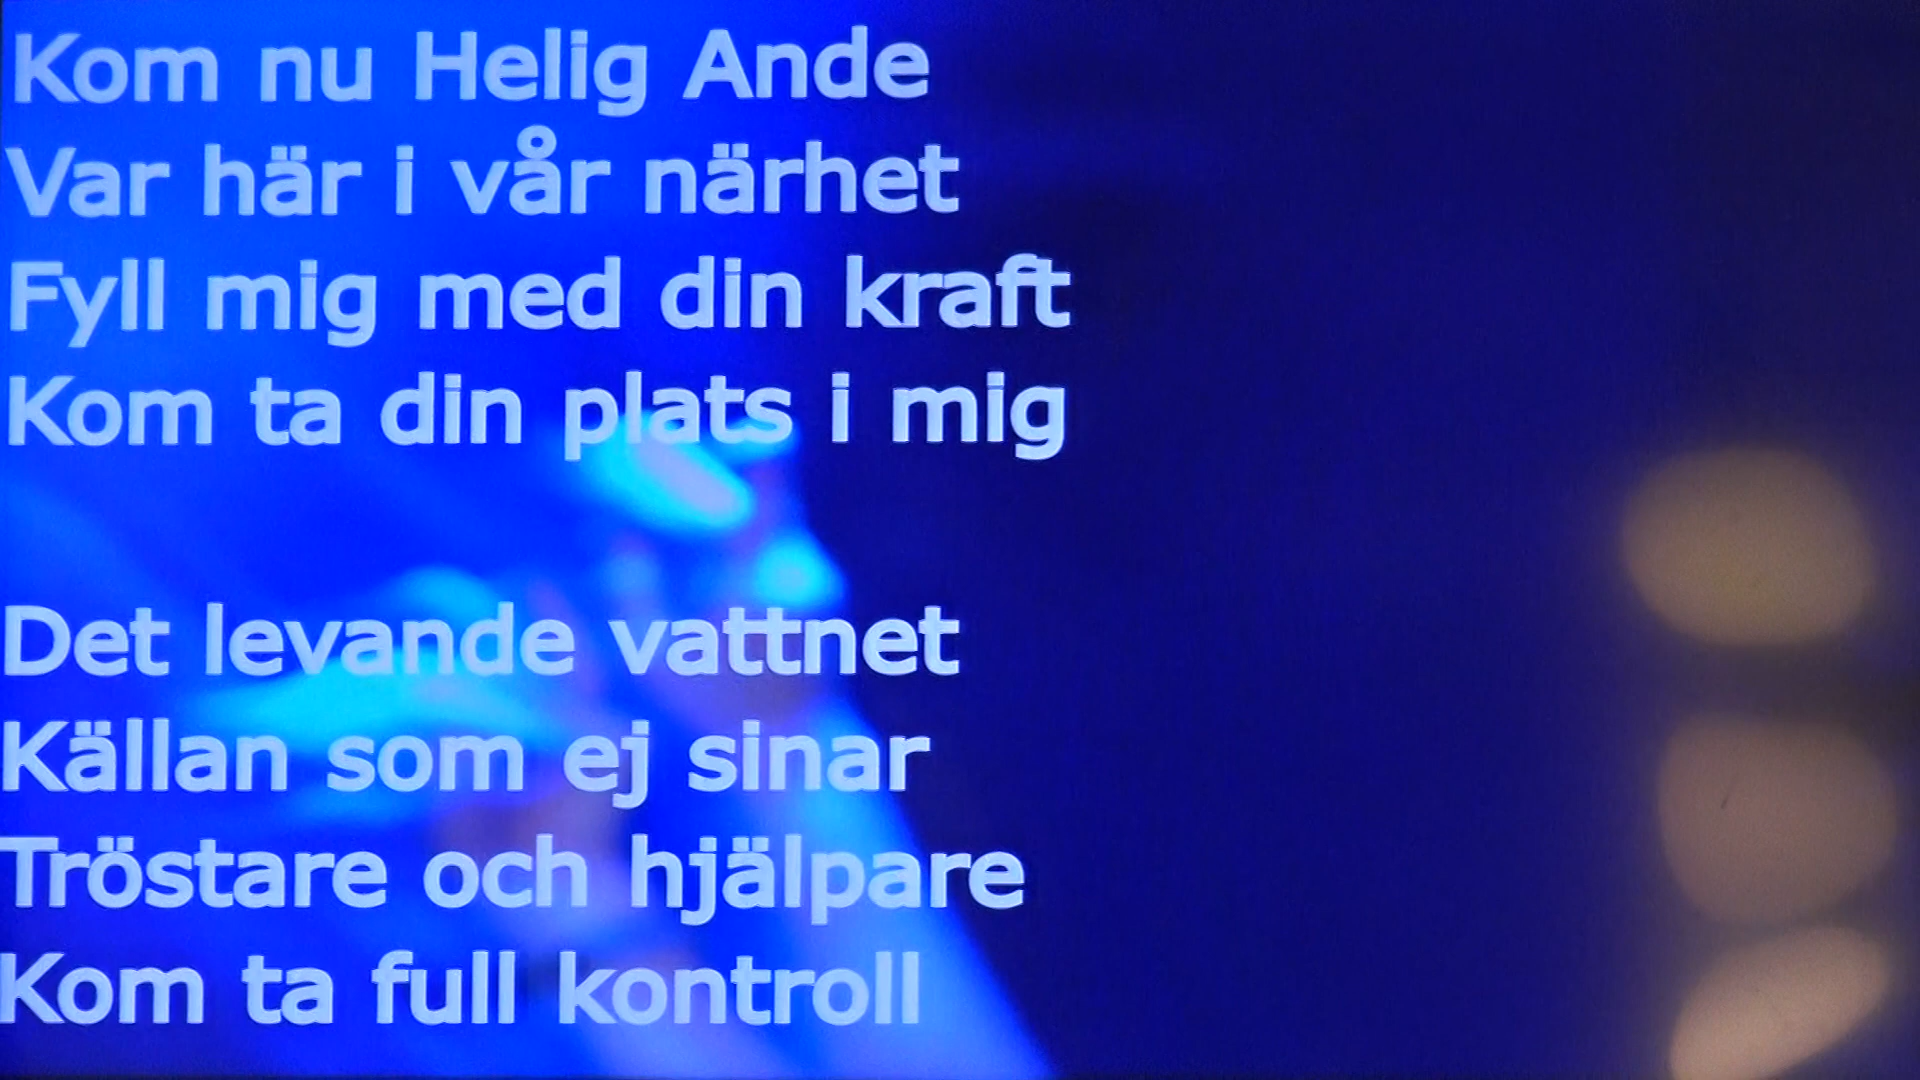 Kom nu Helig Ande
Var här i vår närhet
Fyll mig med din kraft
Kom ta din plats i mig
Det levande vattnet
Källan som ej sinar
Tröstare och hjälpare
Kom ta full kontroll